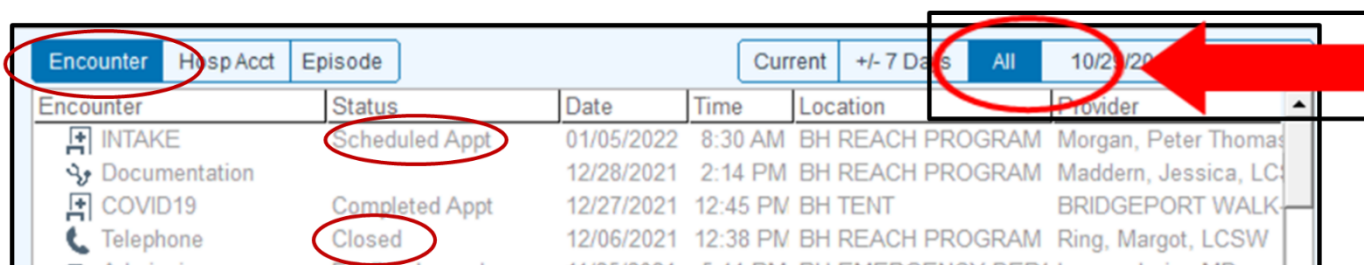 Encounter Hosp Acct Episode Current +/- 7 Days All 10/29/20
Encounter Status Date Time Location Provider
INTAKE Scheduled Appt 01/05/2022 8:30 AM BH REACH PROGRAM Morgan, Peter Thomas
Documentation 12/28/2021 2:14 PM BH REACH PROGRAM Maddern, Jessica, LC
COVID19 Completed Appt 12/27/2021 12:45 PM BH TENT BRIDGEPORT WALK-
Telephone Closed 12/06/2021 12:38 PM BH REACH PROGRAM Ring, Margot, LCSW